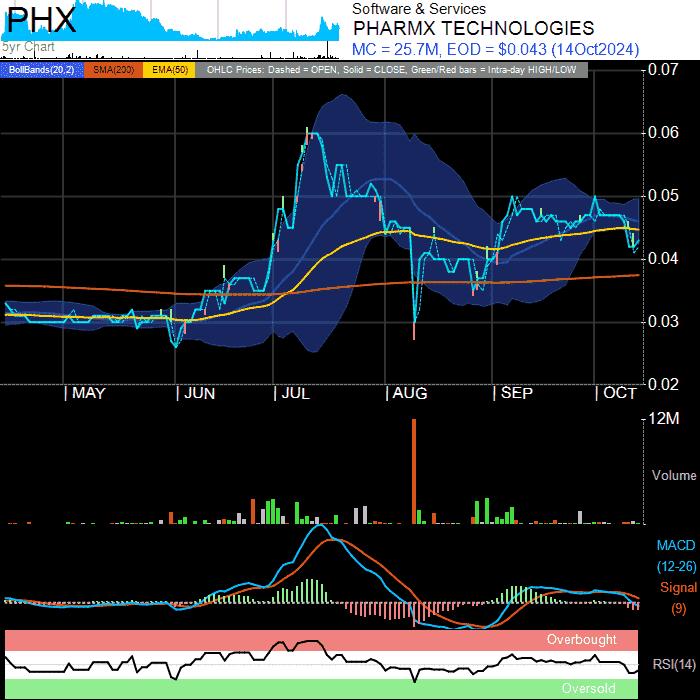 PHX
Software & Services
PHARMX TECHNOLOGIES
5yr Chart
MC = 25.7M, EOD = $0.043 (14Oct2024)
BollBands(20,2) SMA(200) EMA(50) OHLC Prices: Dashed = OPEN, Solid = CLOSE, Green/Red bars = Intra-day HIGH/LOW
0.07
0.06
0.05
0.04
0.03
0.02
| MAY | JUN | JUL | AUG | SEP | OCT
12M
Volume
MACD
(12-26)
Signal
(9)
Overbought
RSI(14)
Oversold